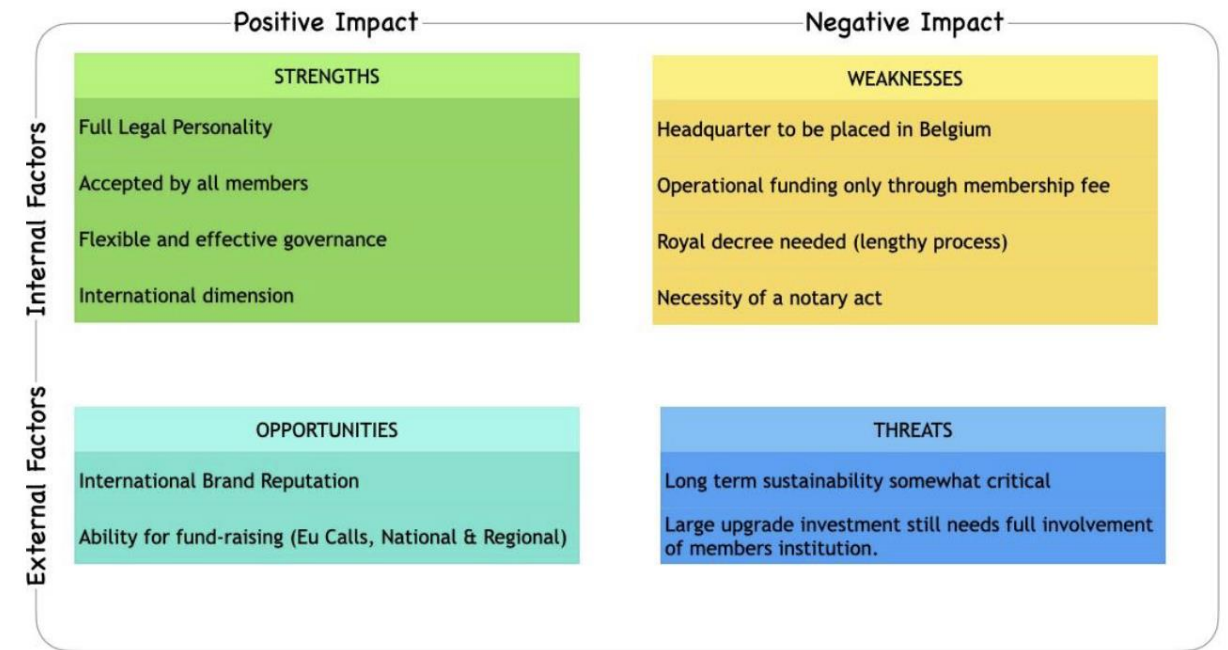 Positive Impact
Negative Impact
Internal Factors
STRENGTHS
Full Legal Personality
Accepted by all members
Flexible and effective governance
International dimension
WEAKNESSES
Headquarter to be placed in Belgium
Operational funding only through membership fee
Royal decree needed (lengthy process)
Necessity of a notary act
External Factors
OPPORTUNITIES
International Brand Reputation
Ability for fund-raising (Eu Calls, National & Regional)
THREATS
Long term sustainability somewhat critical
Large upgrade investment still needs full involvement
of members institution.